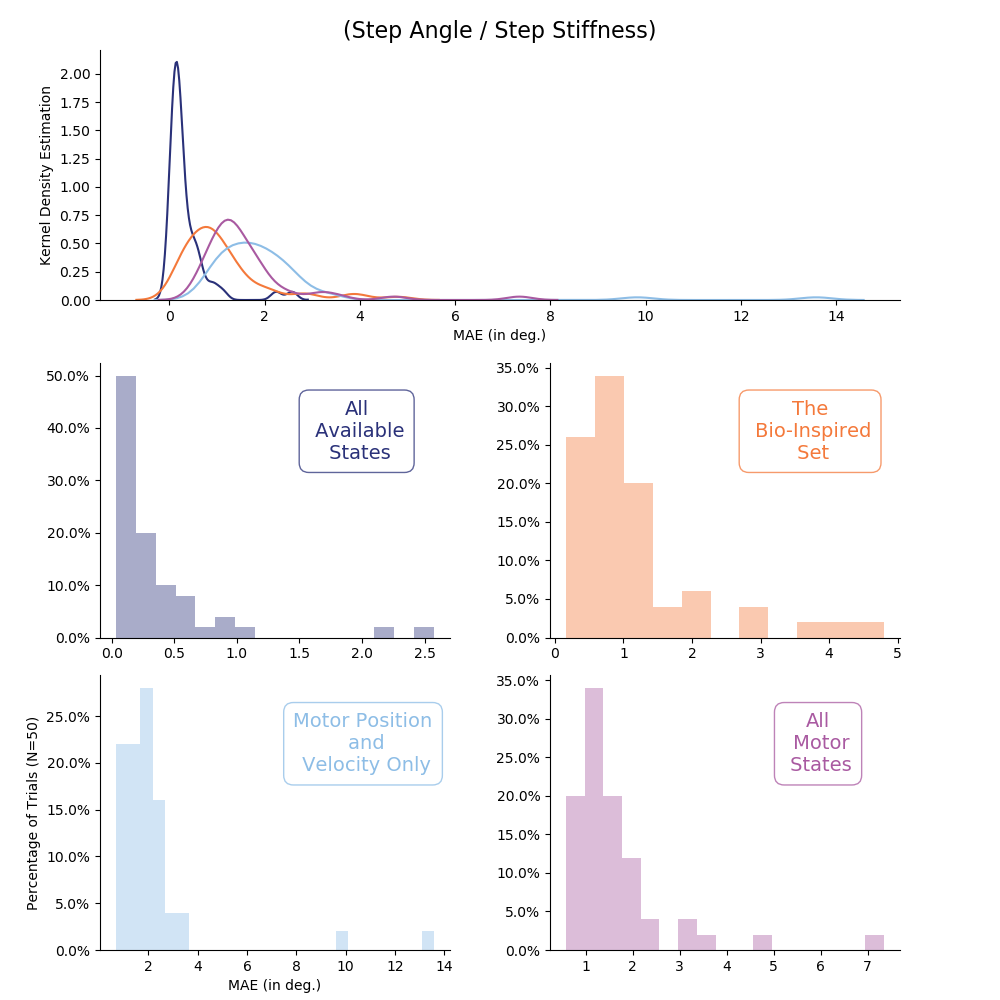 (Step Angle / Step Stiffness)
Kernel Density Estimation
2.00
1.75
1.50
1.25
1.00
0.75
0.50
0.25
0.00
0 2 4 6 8 10 12 14
MAE (in deg.)
50.0%
40.0%
30.0%
20.0%
10.0%
0.0%
0.0 0.5 1.0 1.5 2.0 2.5
All
Available
States
35.0%
30.0%
25.0%
20.0%
15.0%
10.0%
5.0%
0.0%
0 1 2 3 4 5
The
Bio-Inspired
Set
Percentage of Trials (N=50)
25.0%
20.0%
15.0%
10.0%
5.0%
0.0%
2 4 6 8 10 12 14
MAE (in deg.)
Motor Position
and
Velocity Only
35.0%
30.0%
25.0%
20.0%
15.0%
10.0%
5.0%
0.0%
1 2 3 4 5 6 7
All
Motor
States